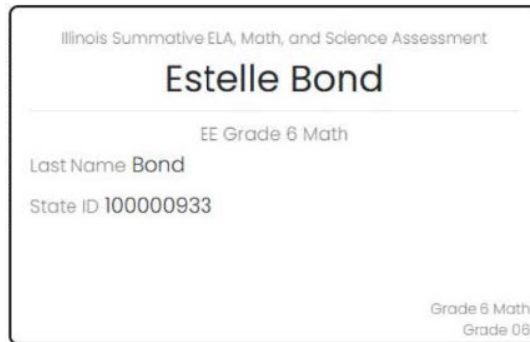 Illinois Summative ELA, Math, and Science Assessment
Estelle Bond
EE Grade 6 Math
Last Name Bond
State ID 100000933
Grade 6 Math
Grade 06